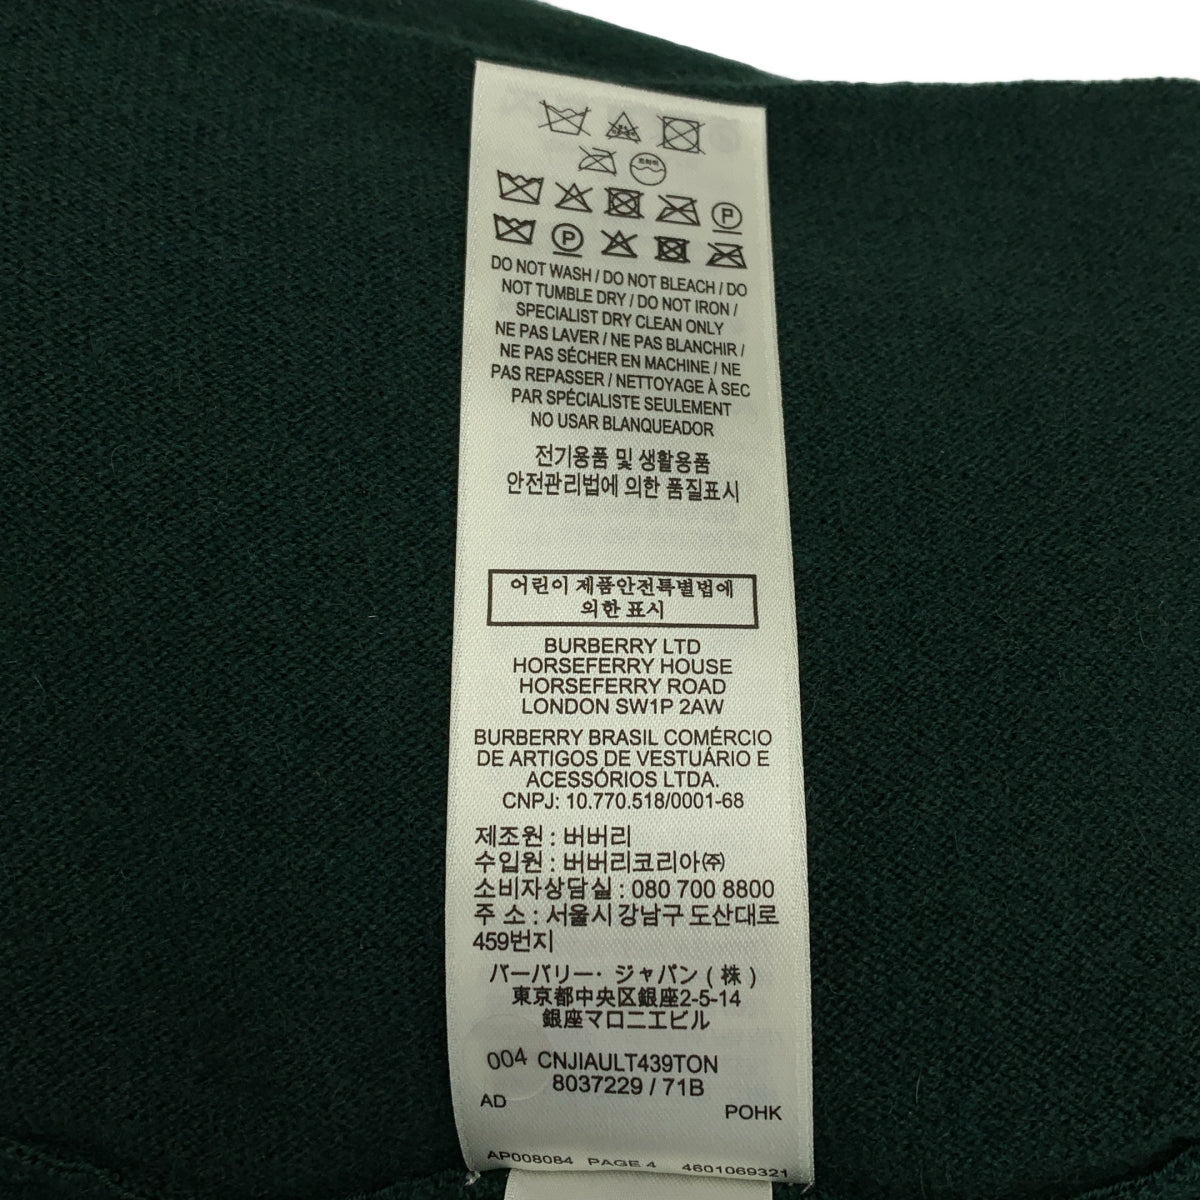 P
P
DO NOT WASH / DO NOT BLEACH / DO
NOT TUMBLE DRY / DO NOT IRON /
SPECIALIST DRY CLEAN ONLY
NE PAS LAVER / NE PAS BLANCHIR /
NE PAS SÉCHER EN MACHINE / NE
PAS REPASSER / NETTOYAGE À SEC
PAR SPÉCIALISTE SEULEMENT
NO USAR BLANQUEADOR
전기용품 및 생활용품
안전관리법에 의한 품질표시
어린이 제품안전특별법에
의한 표시
BURBERRY LTD
HORSEFERRY HOUSE
HORSEFERRY ROAD
LONDON SW1P 2AW
BURBERRY BRASIL COMÉRCIO
DE ARTIGOS DE VESTUÁRIO E
ACESSÓRIOS LTDA.
CNPJ: 10.770.518/0001-68
제조원 : 버버리
수입원 : 버버리코리아㈜
소비자상담실 : 080 700 8800
주 소 : 서울시 강남구 도산대로
459번지
バーバリー・ジャパン ( 株 )
東京都中央区銀座2-5-14
銀座マロニエビル
004 CNJIAULT439TON
8037229 / 71B
AD POHK
AP008084 PAGE 4 4601069321